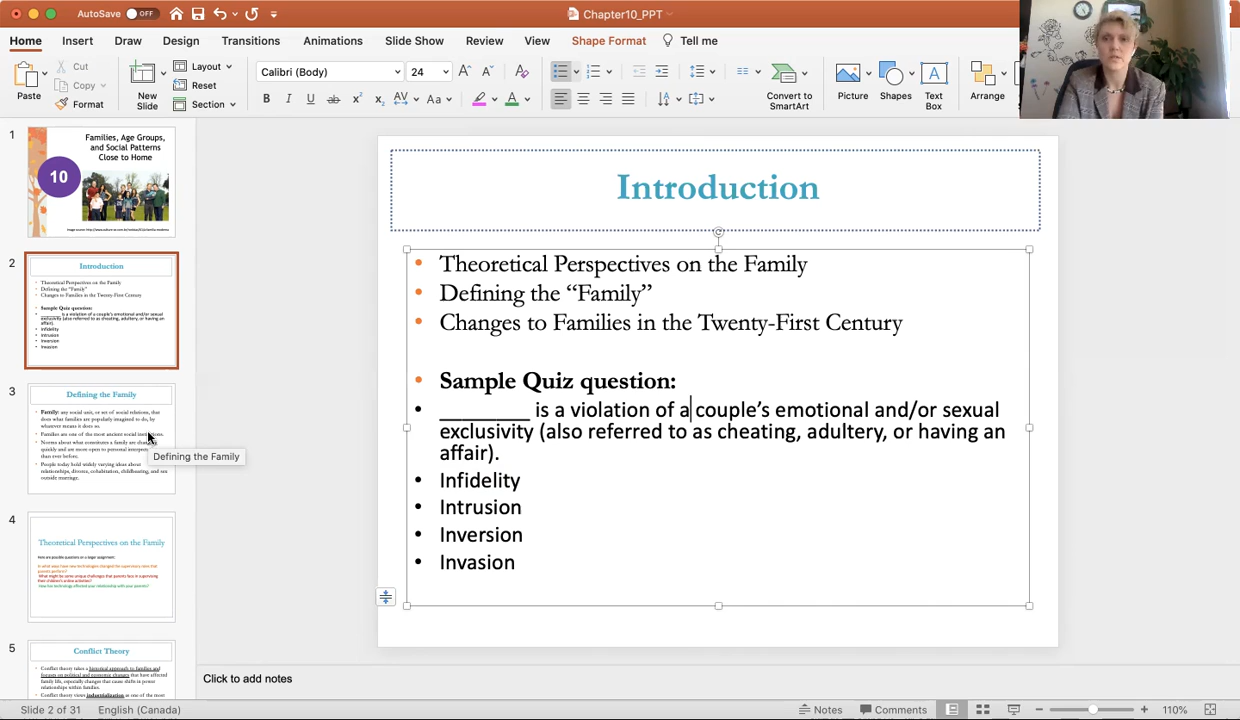 AutoSave OFF Chapter10_PPT
Home Insert Draw Design Transitions Animations Slide Show Review View Shape Format Tell me
Paste Cut Copy Format New Slide Layout Reset Section Calibri (Body) 24 Convert to SmartArt Picture Shapes Text Box Arrange
1
Families, Age Groups,
and Social Patterns
Close to Home
10
2
Introduction
Theoretical Perspectives on the Family
Defining the "Family"
Changes to Families in the Twenty-First Century
Sample Quiz question:
______ is a violation of a couple's emotional and/or sexual
exclusivity (also referred to as cheating, adultery, or having an
affair).
Infidelity
Intrusion
Inversion
Invasion
3
Defining the Family
Family: any social unit, or set of social relations, that
does what families are popularly imagined to do, by
whatever means it does so.
Families are one of the most ancient social
Norms about what constitutes a family are
quickly and are more open to personal
than ever before.
People today hold widely varying ideas about
relationships, divorce, cohabitation, childbearing, and sex
outside marriage.
Defining the Family
4
Theoretical Perspectives on the Family
Here are possible questions on a larger assignment:
In what ways have new technologies changed the supervisory roles that
parents perform?
What might be some unique challenges that parents face in supervising
their children's online activities?
How has technology affected your relationship with your parents?
5
Conflict Theory
Conflict theory takes a historical approach to families and
focuses on political and economic changes that have affected
family life, especially changes that cause shifts in power
relationships within families.
Conflict theory views industrialization as one of the most
Introduction
• Theoretical Perspectives on the Family
• Defining the “Family”
• Changes to Families in the Twenty-First Century
• Sample Quiz question:
• ________ is a violation of a couple’s emotional and/or sexual
exclusivity (also referred to as cheating, adultery, or having an
affair).
• Infidelity
• Intrusion
• Inversion
• Invasion
Click to add notes
Slide 2 of 31 English (Canada) Notes Comments 110%